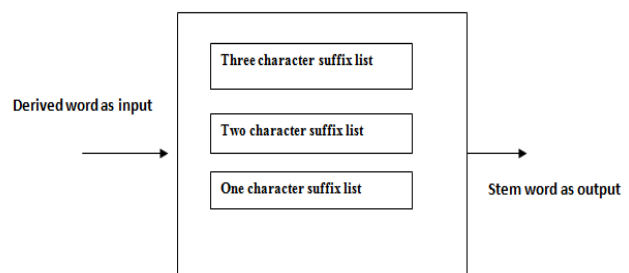 Three character suffix list
Derived word as input
Two character suffix list
One character suffix list
Stem word as output